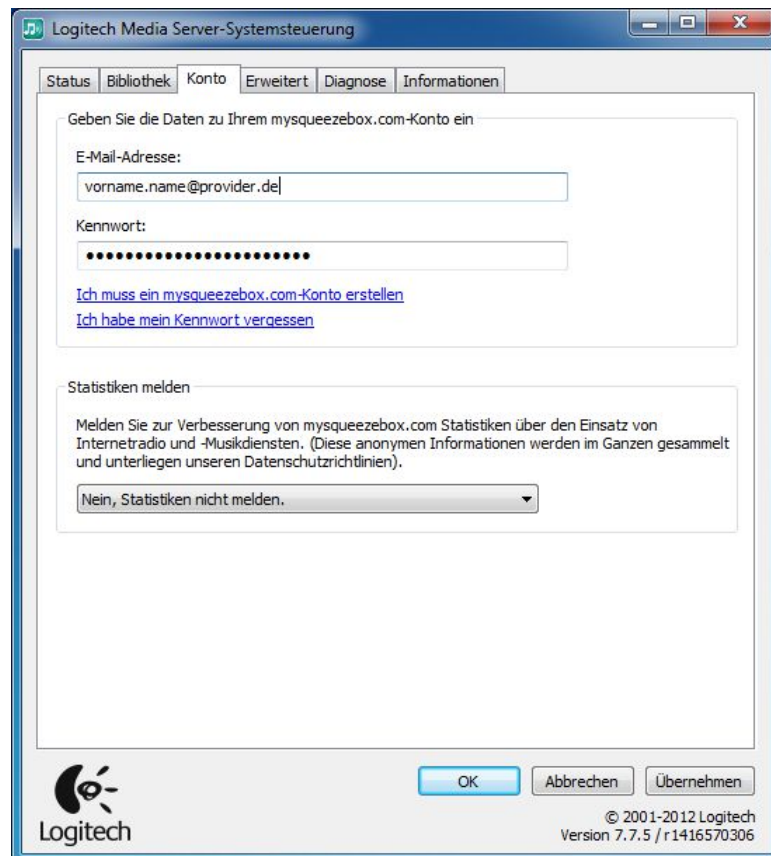 Logitech Media Server-Systemsteuerung
Status Bibliothek Konto Erweitert Diagnose Informationen
Geben Sie die Daten zu Ihrem mysqueezebox.com-Konto ein
E-Mail-Adresse:
vorname.name@provider.de
Kennwort:
Ich muss ein mysqueezebox.com-Konto erstellen
Ich habe mein Kennwort vergessen
Statistiken melden
Melden Sie zur Verbesserung von mysqueezebox.com Statistiken über den Einsatz von
Internetradio und -Musikdiensten. (Diese anonymen Informationen werden im Ganzen gesammelt
und unterliegen unseren Datenschutzrichtlinien).
Nein, Statistiken nicht melden.
OK Abbrechen Übernehmen
Logitech
© 2001-2012 Logitech
Version 7.7.5 / r1416570306